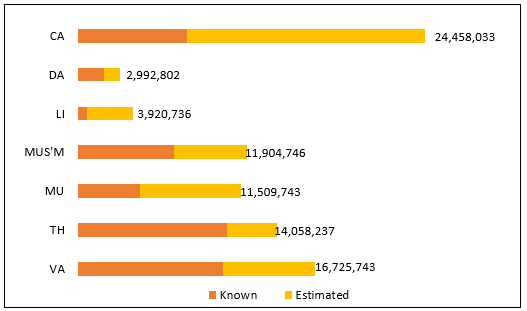 CA 24,458,033
DA 2,992,802
LI 3,920,736
MUS'M 11,904,746
MU 11,509,743
TH 14,058,237
VA 16,725,743
Known Estimated